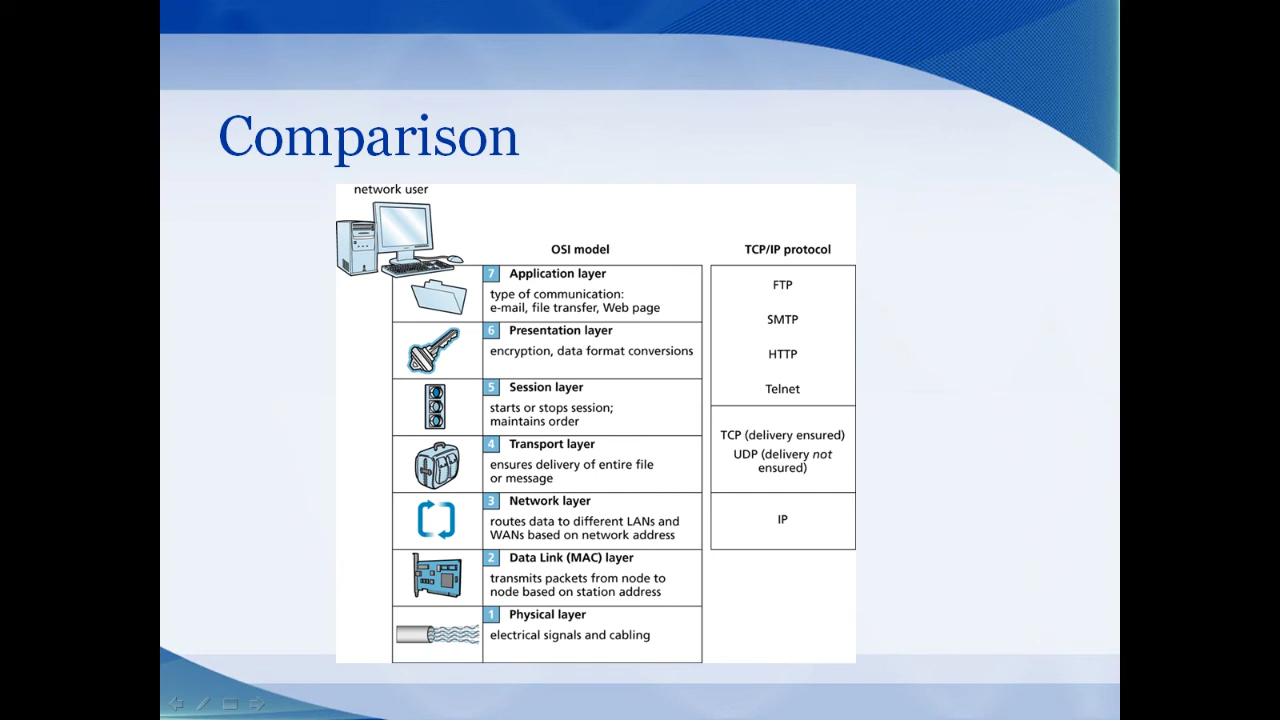 Comparison
network user
OSI model
TCP/IP protocol
7 Application layer
type of communication:
e-mail, file transfer, Web page
6 Presentation layer
encryption, data format conversions
5 Session layer
starts or stops session;
maintains order
4 Transport layer
ensures delivery of entire file
or message
3 Network layer
routes data to different LANs and
WANs based on network address
2 Data Link (MAC) layer
transmits packets from node to
node based on station address
1 Physical layer
electrical signals and cabling
FTP
SMTP
HTTP
Telnet
TCP (delivery ensured)
UDP (delivery not
ensured)
IP